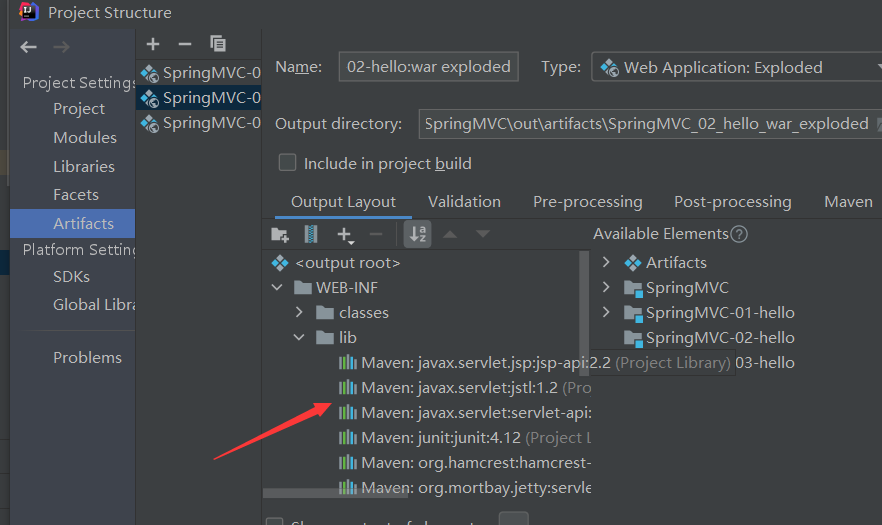 Project Structure
Project Settings
Project
Modules
Libraries
Facets
Artifacts
Platform Setting
SDKs
Global Libra
Problems
SpringMVC-0
SpringMVC-0
SpringMVC-0
Name: 02-hello:war exploded Type: Web Application: Exploded
Output directory: SpringMVC\out\artifacts\SpringMVC_02_hello_war_exploded
Include in project build
Output Layout Validation Pre-processing Post-processing Maven
Available Elements
<output root>
WEB-INF
classes
lib
Maven: javax.servlet.jsp:jsp-api:2.2 (Project Library)
Maven: javax.servlet:jstl:1.2 (Pro
Maven: javax.servlet:servlet-api:
Maven: junit:junit:4.12 (Project L
Maven: org.hamcrest:hamcrest-
Maven: org.mortbay.jetty:servle
Artifacts
SpringMVC
SpringMVC-01-hello
SpringMVC-02-hello
03-hello